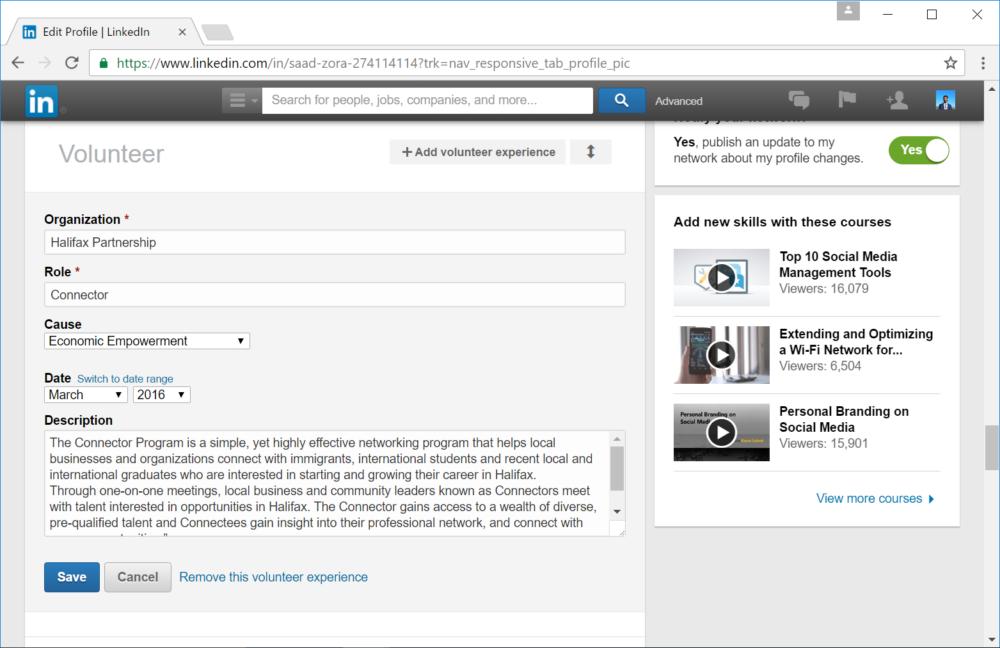 Edit Profile | LinkedIn
https://www.linkedin.com/in/saad-zora-274114114?trk=nav_responsive_tab_profile_pic
in
Search for people, jobs, companies, and more...
Advanced
Volunteer
+ Add volunteer experience
Organization *
Halifax Partnership
Role *
Connector
Cause
Economic Empowerment
Date Switch to date range
March 2016
Description
The Connector Program is a simple, yet highly effective networking program that helps local
businesses and organizations connect with immigrants, international students and recent local and
international graduates who are interested in starting and growing their career in Halifax.
Through one-on-one meetings, local business and community leaders known as Connectors meet
with talent interested in opportunities in Halifax. The Connector gains access to a wealth of diverse,
pre-qualified talent and Connectees gain insight into their professional network, and connect with
Save Cancel Remove this volunteer experience
Notify your network?
Yes, publish an update to my
network about my profile changes.
Yes
Add new skills with these courses
Top 10 Social Media
Management Tools
Viewers: 16,079
Extending and Optimizing
a Wi-Fi Network for...
Viewers: 6,504
Personal Branding on
Social Media
Karen Leland
Personal Branding on
Social Media
Viewers: 15,901
View more courses